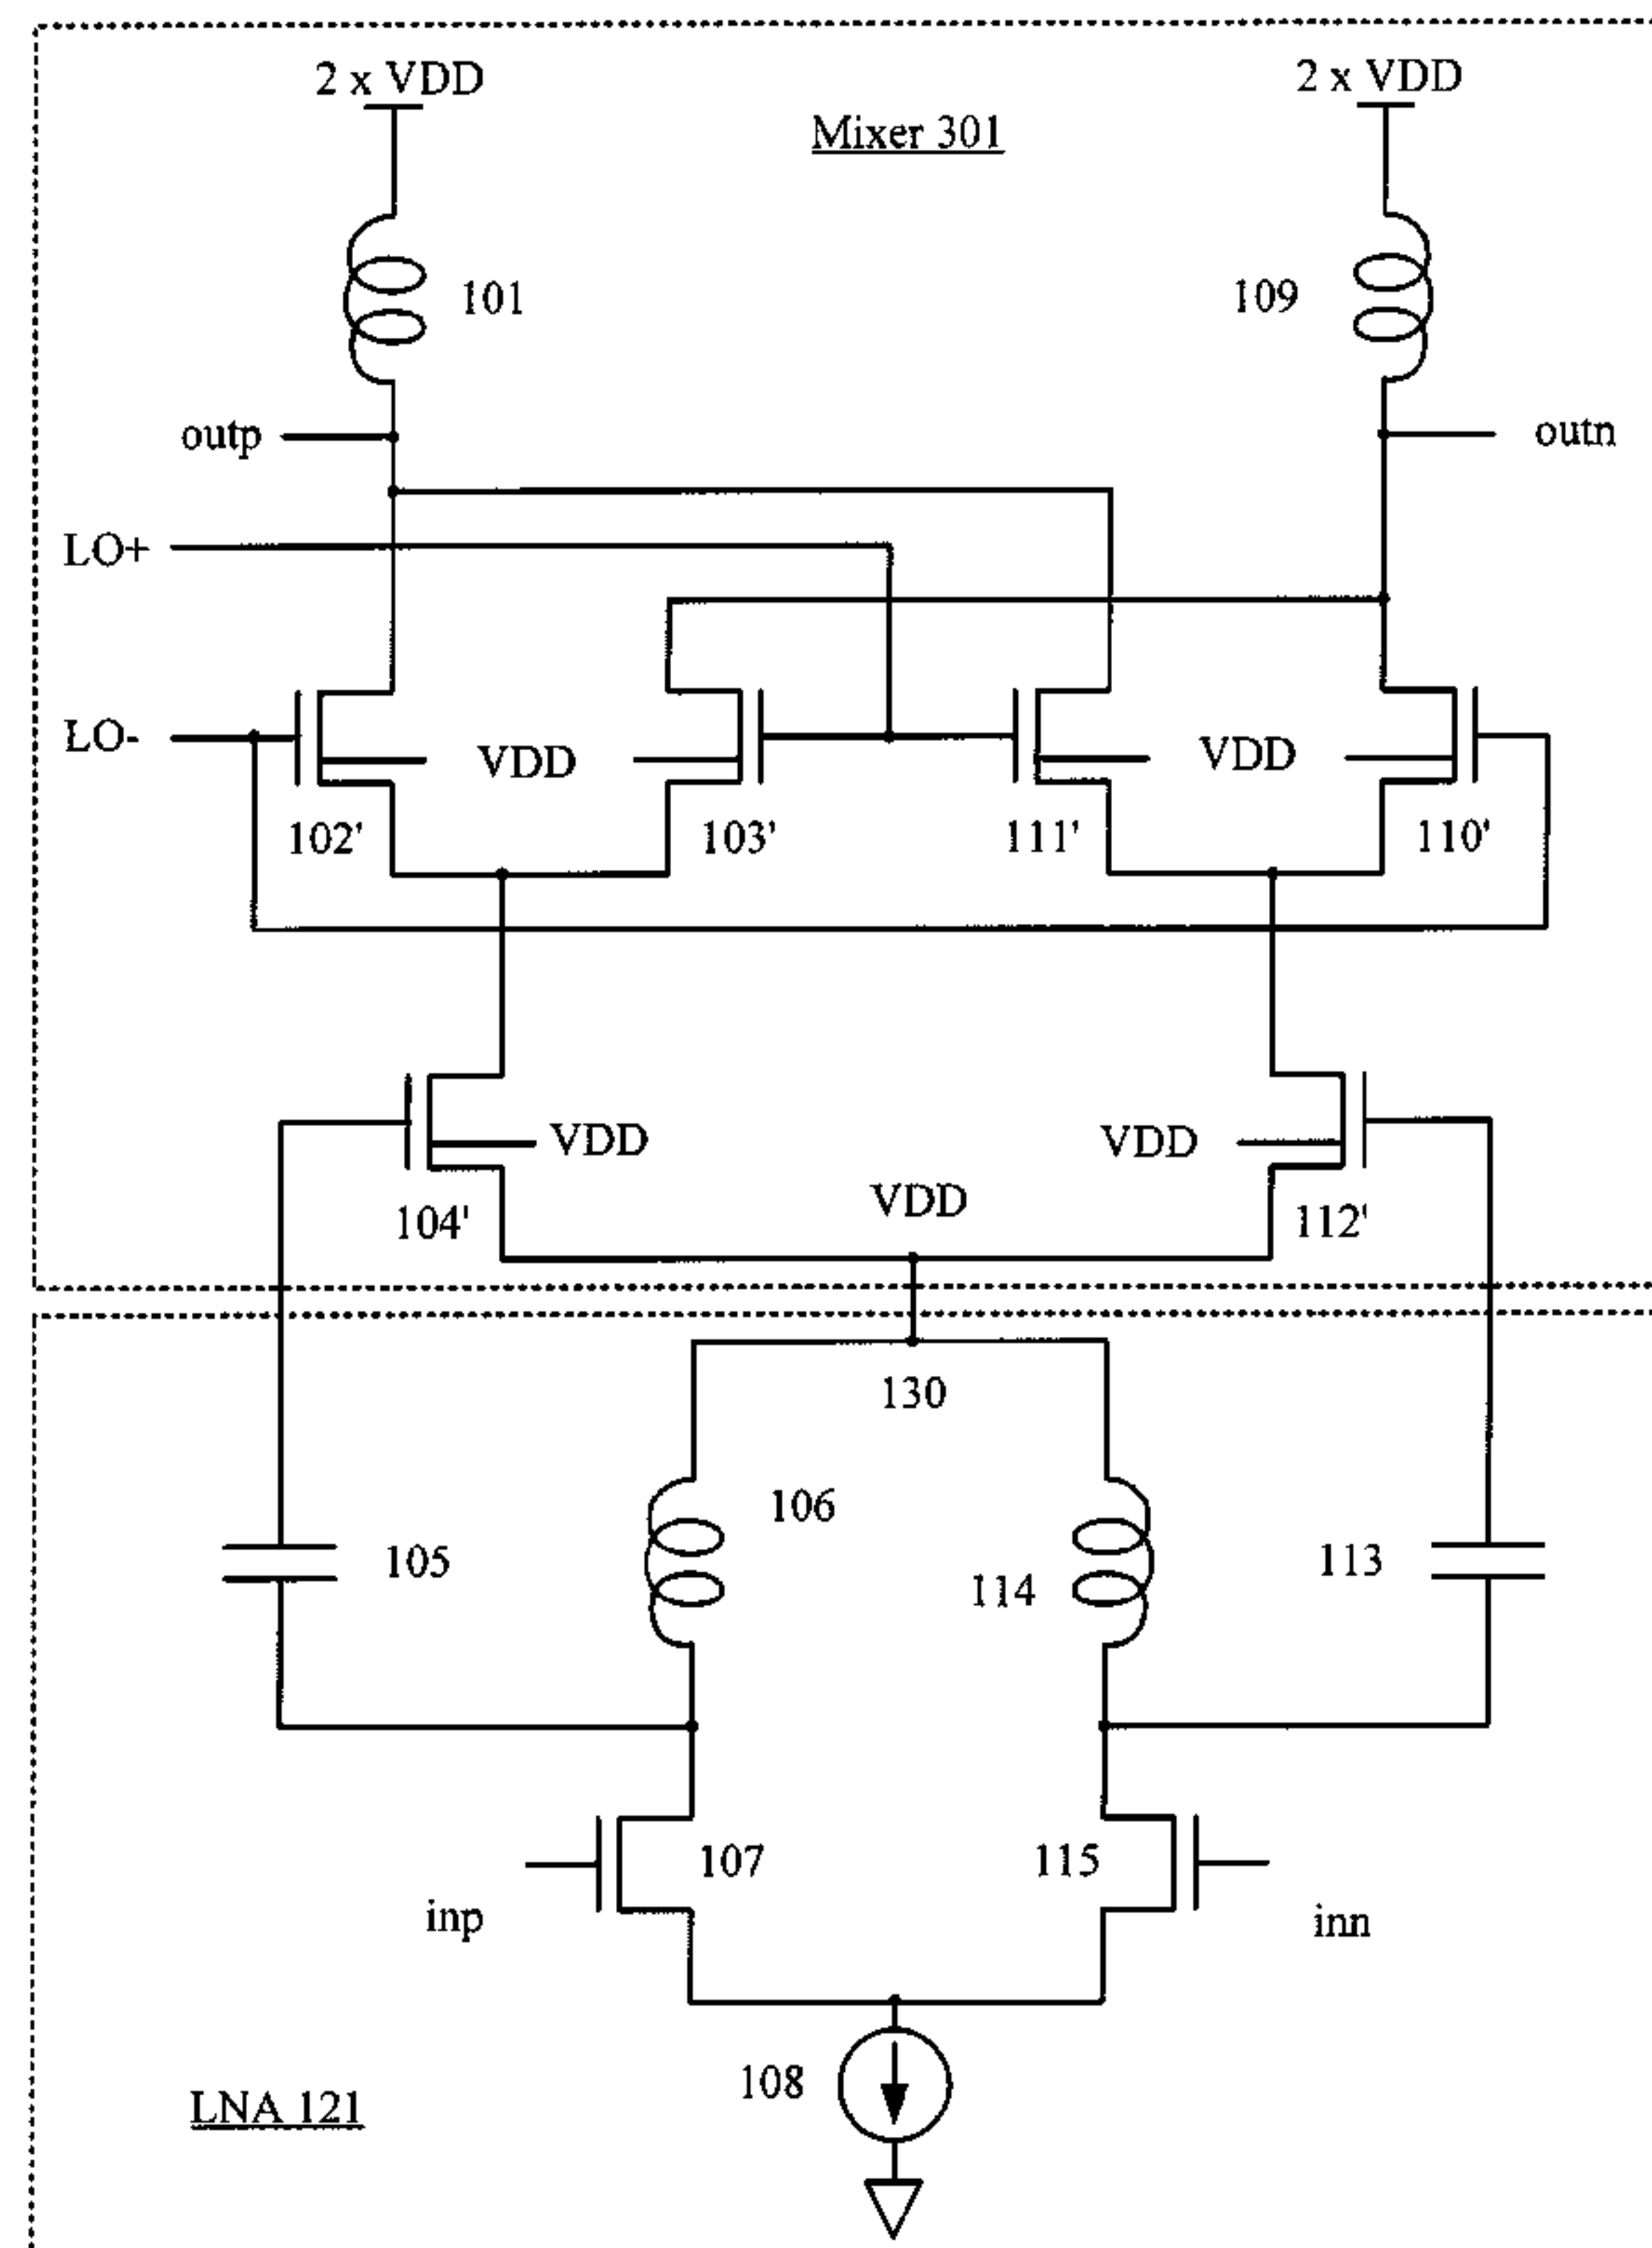 2 x VDD
2 x VDD
Mixer 301
101
109
outp
outn
LO+
LO-
VDD
VDD
102'
103'
111'
110'
VDD
VDD
VDD
104'
112'
130
106
105
114
113
107
115
inp
inn
108
LNA 121